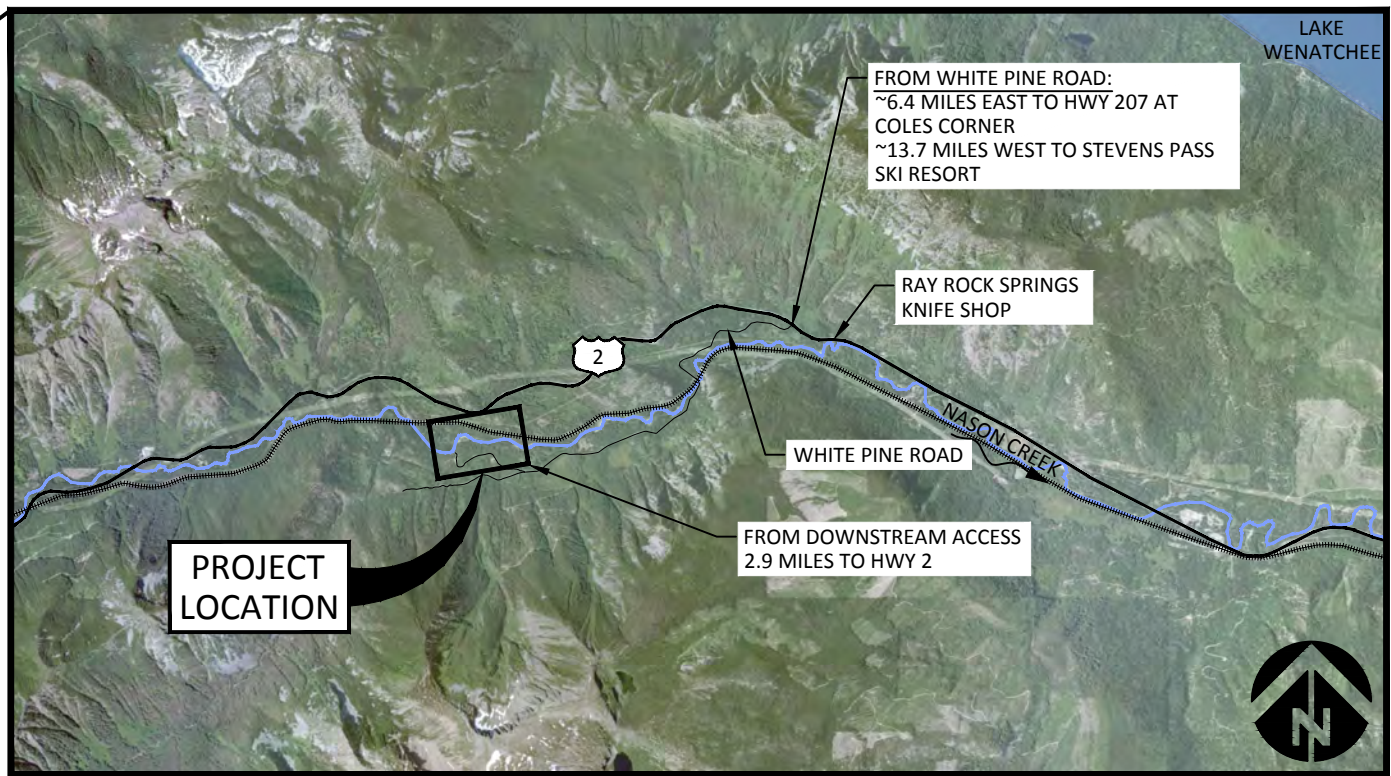 LAKE
WENATCHEE
FROM WHITE PINE ROAD:
~6.4 MILES EAST TO HWY 207 AT
COLES CORNER
~13.7 MILES WEST TO STEVENS PASS
SKI RESORT
RAY ROCK SPRINGS
KNIFE SHOP
2
NASON CREEK
WHITE PINE ROAD
FROM DOWNSTREAM ACCESS
2.9 MILES TO HWY 2
PROJECT
LOCATION
N